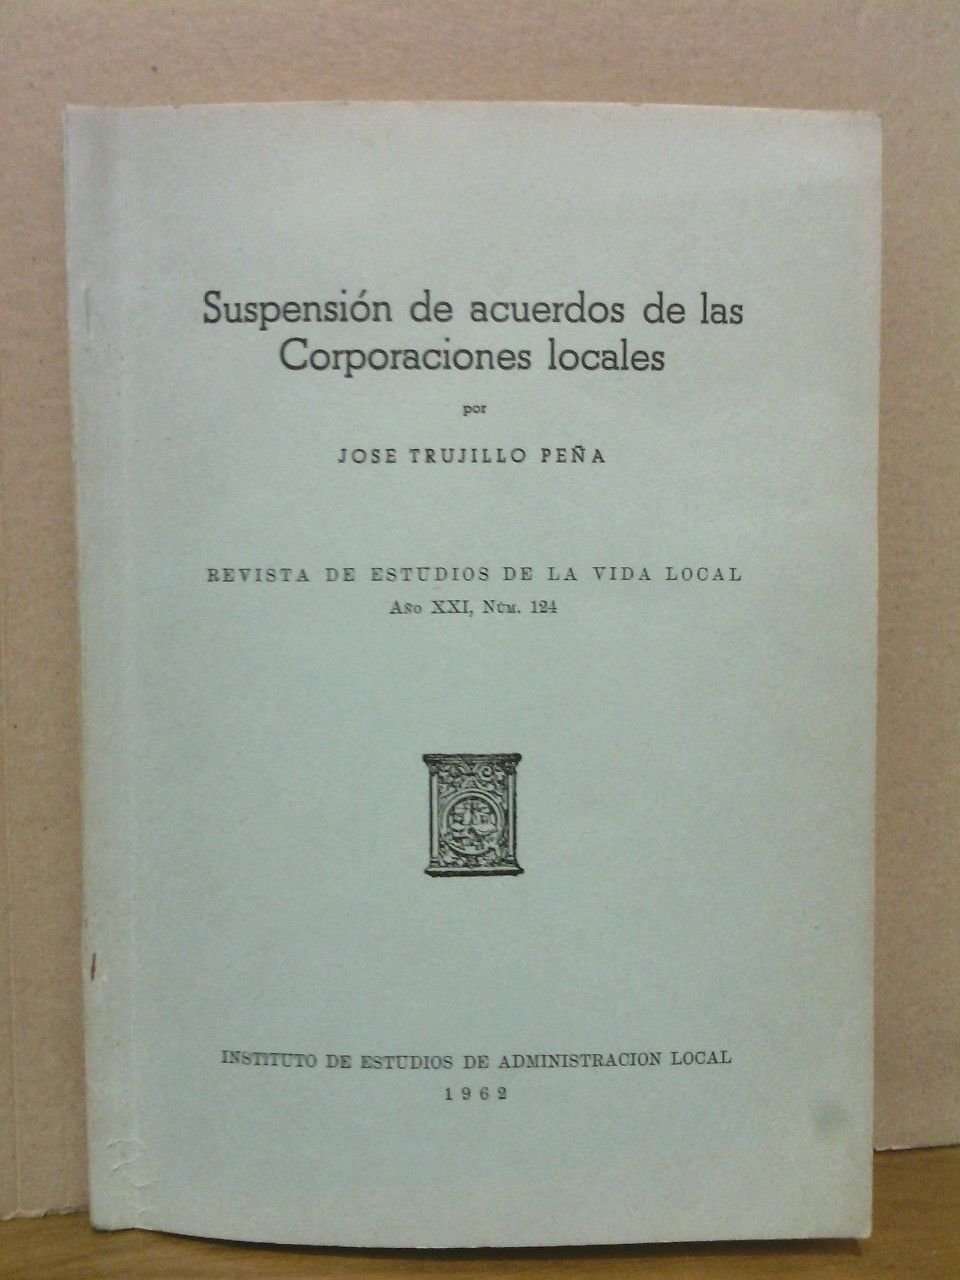 Suspensión de acuerdos de las
Corporaciones locales
por
JOSE TRUJILLO PEÑA
REVISTA DE ESTUDIOS DE LA VIDA LOCAL
AÑO XXI, NÚM. 124
INSTITUTO DE ESTUDIOS DE ADMINISTRACION LOCAL
1962